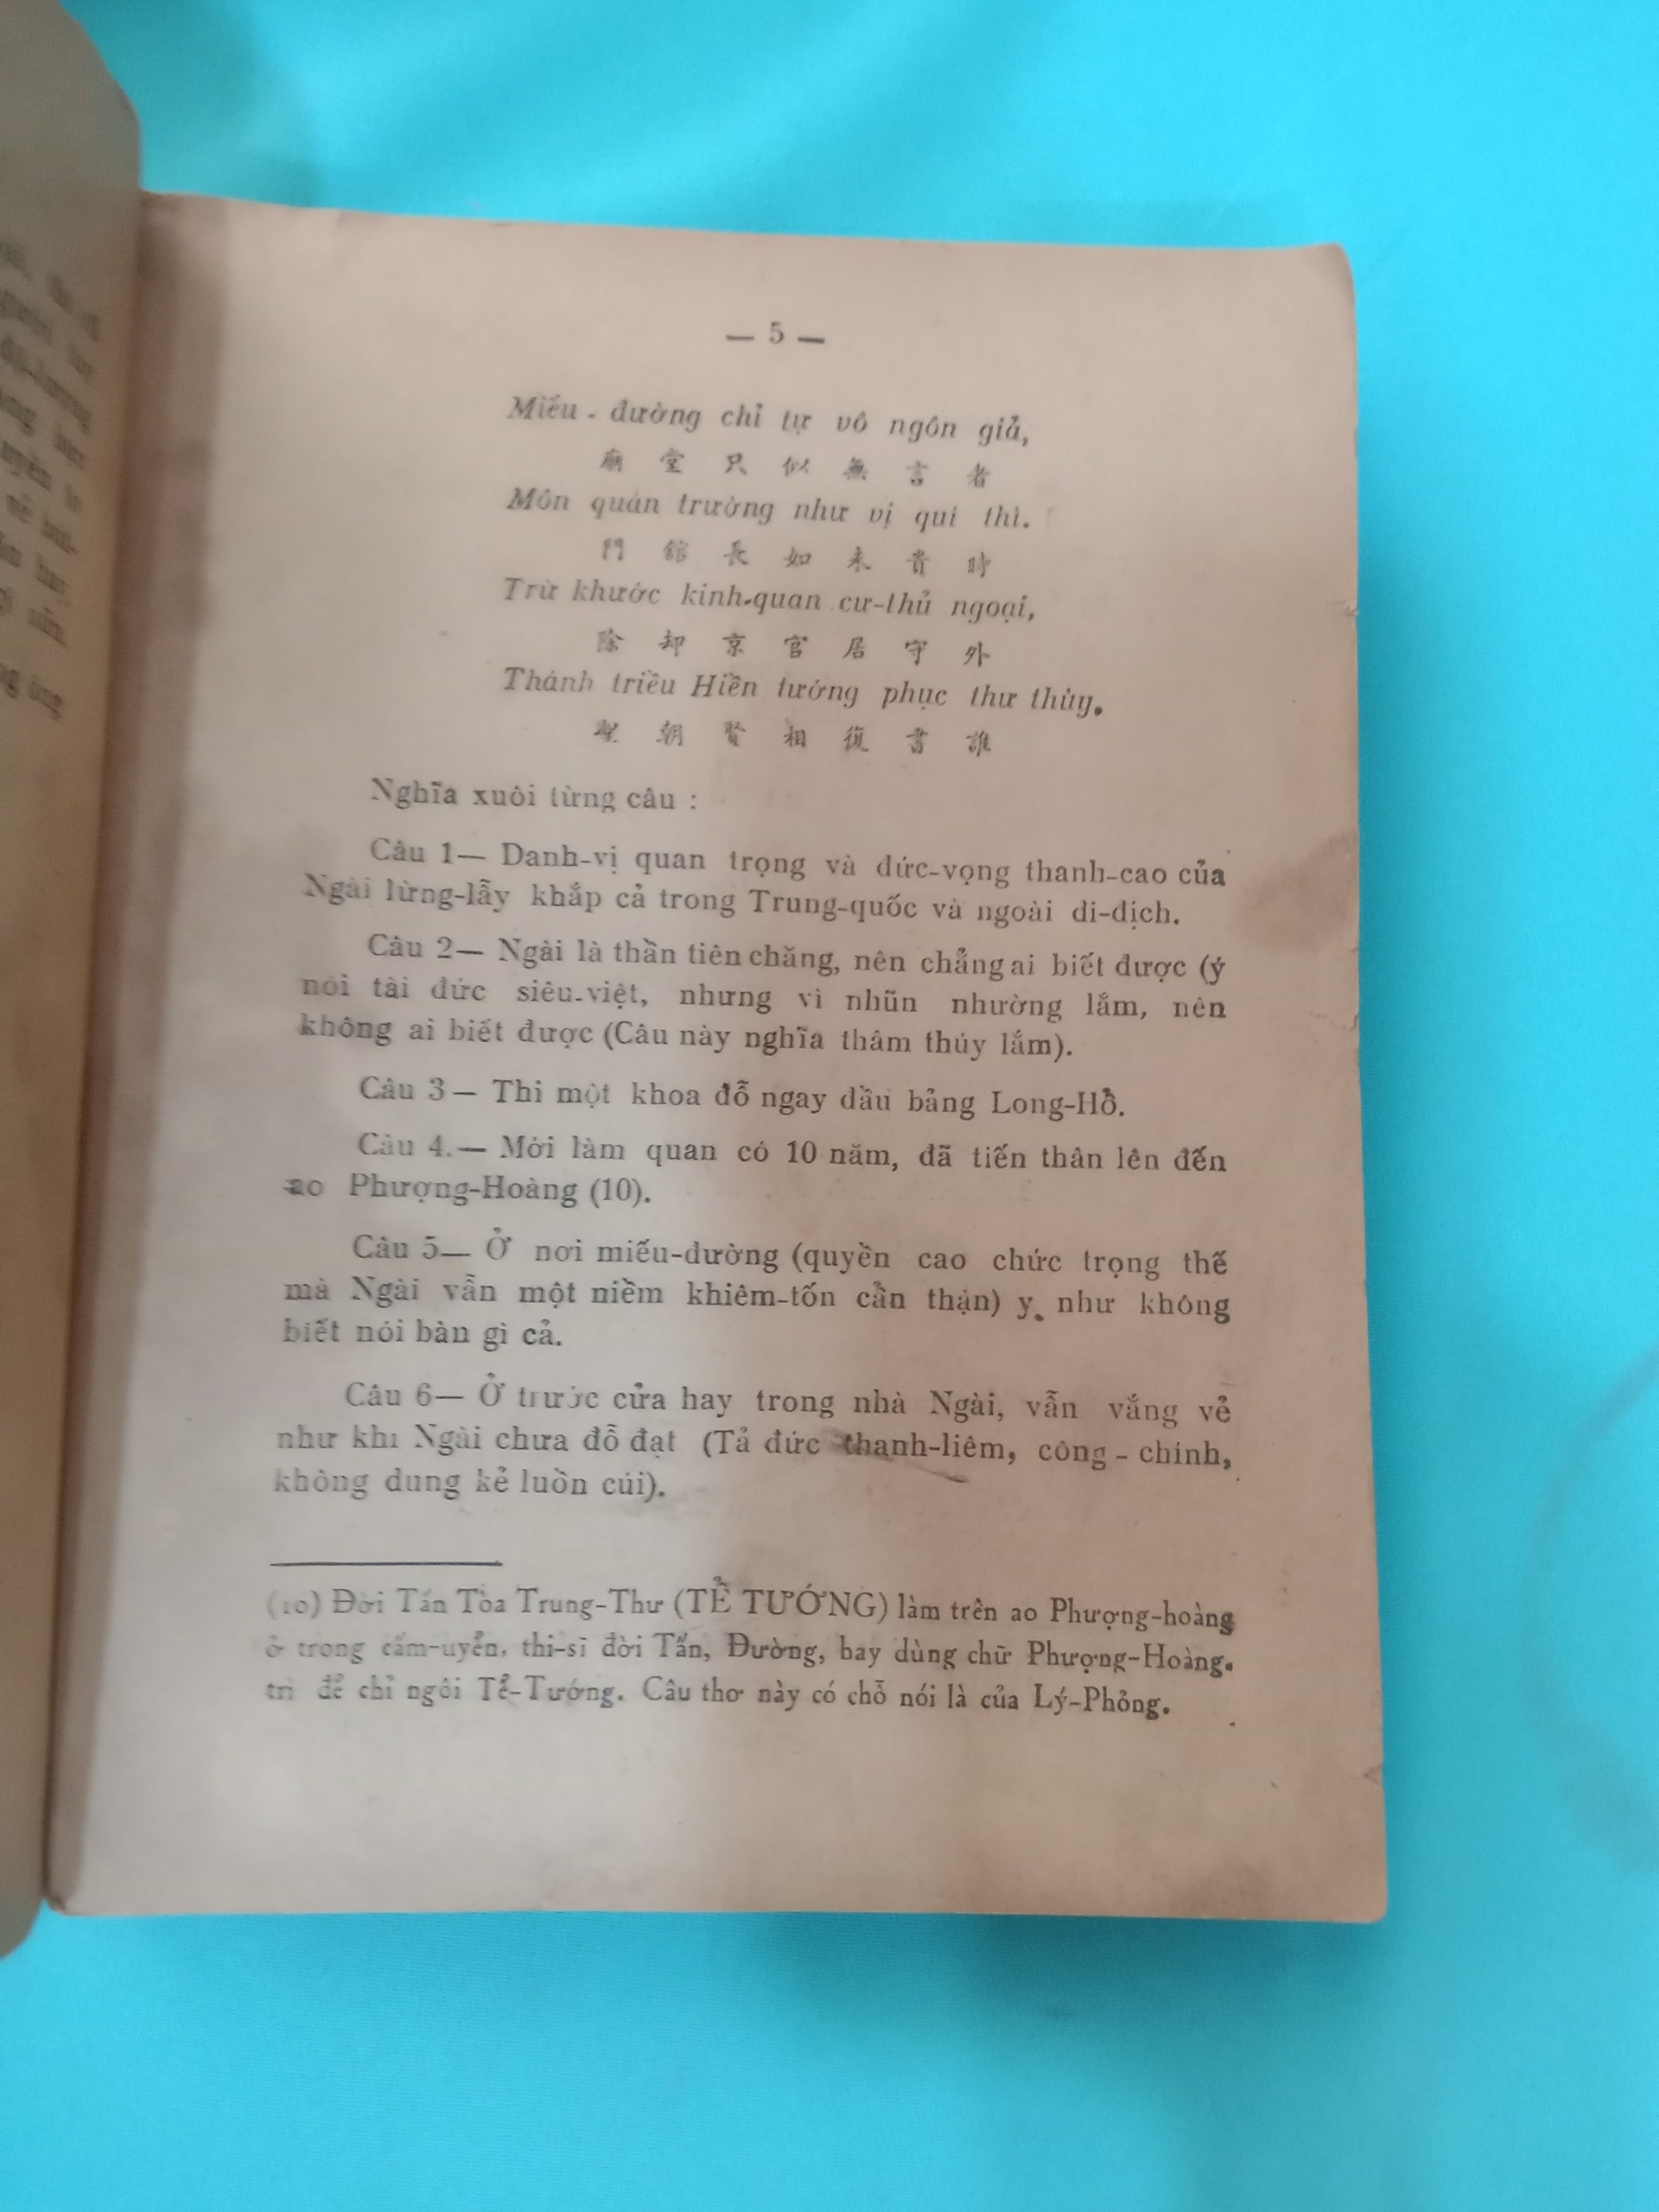 — 5 —
Miếu - đường chỉ tự vô ngôn giả,
廟 堂 只 似 無 言 者
Môn quán trường như vị quí thì.
門 館 長 如 未 貴 時
Trừ khước kinh-quan cư-thủ ngoại,
除 却 京 官 居 守 外
Thánh triều Hiền tướng phục thư thùy.
聖 朝 賢 相 復 書 誰
Nghĩa xuôi từng câu :
Câu 1— Danh-vị quan trọng và đức-vọng thanh-cao của
Ngài lừng-lẫy khắp cả trong Trung-quốc và ngoài di-địch.
Câu 2— Ngài là thần tiên chăng, nên chẳng ai biết được (ý
nói tài đức siêu-việt, nhưng vì nhũn nhường lắm, nên
không ai biết được (Câu này nghĩa thâm thúy lắm).
Câu 3— Thi một khoa đỗ ngay đầu bảng Long-Hổ.
Câu 4.— Mới làm quan có 10 năm, đã tiến thân lên đến
ao Phượng-Hoàng (10).
Câu 5— Ở nơi miếu-đường (quyền cao chức trọng thế
mà Ngài vẫn một niềm khiêm-tốn cẩn thận) y như không
biết nói bàn gì cả.
Câu 6— Ở trước cửa hay trong nhà Ngài, vẫn vắng vẻ
như khi Ngài chưa đỗ đạt (Tả đức thanh-liêm, công - chính,
không dung kẻ luồn cúi).
(10) Đời Tấn Tòa Trung-Thư (TỂ TƯỚNG) làm trên ao Phượng-hoàng
ở trong cấm-uyển, thi-sĩ đời Tấn, Đường, hay dùng chữ Phượng-Hoàng-
trì để chỉ ngôi Tể-Tướng. Câu thơ này có chỗ nói là của Lý-Phỏng.